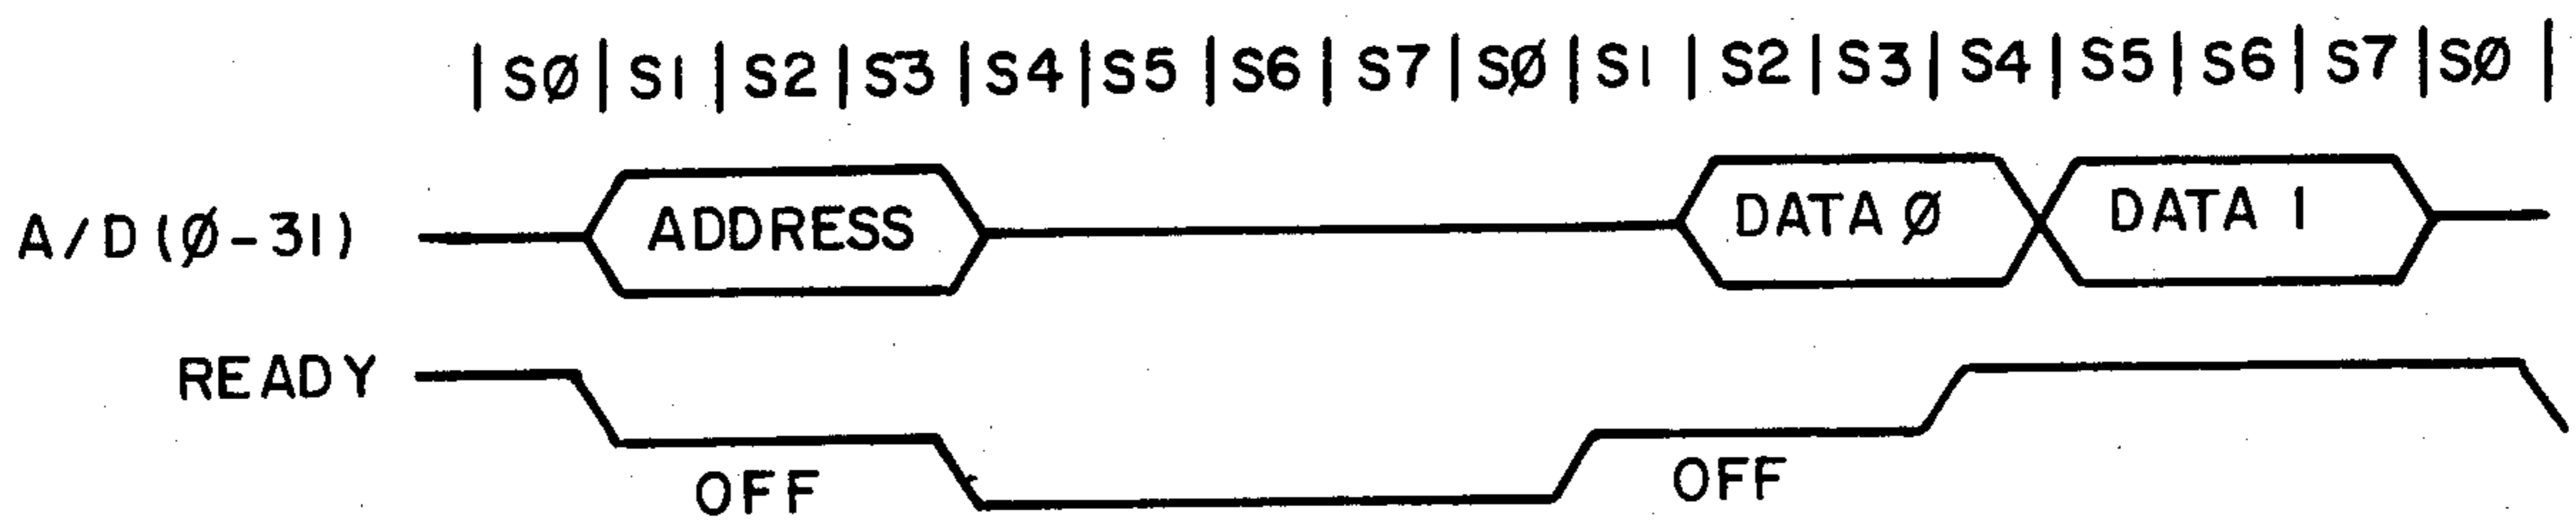 | SØ | S1 | S2 | S3 | S4 | S5 | S6 | S7 | SØ | S1 | S2 | S3 | S4 | S5 | S6 | S7 | SØ |
A/D (Ø-31) ADDRESS DATA Ø DATA 1
READY
OFF OFF